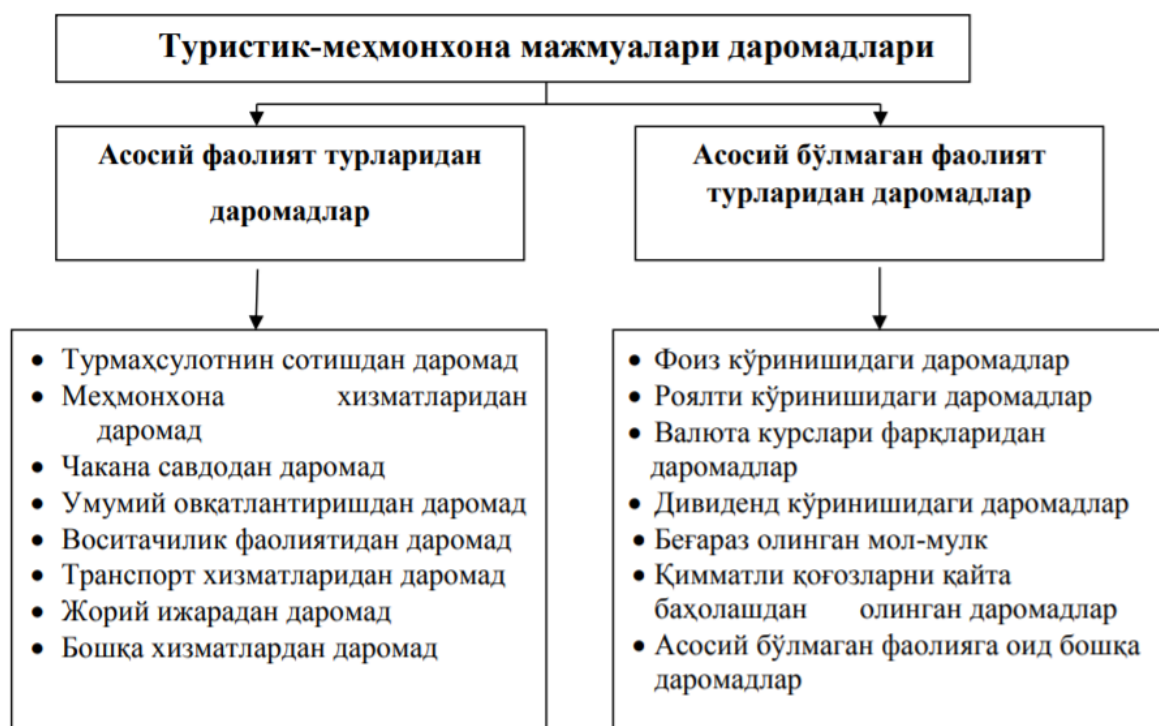 Туристик-меҳмонхона мажмуалари даромадлари
Асосий фаолият турларидан
даромадлар
Асосий бўлмаган фаолият
турларидан даромадлар
• Турмаҳсулотнин сотишдан даромад
• Меҳмонхона хизматларидан
даромад
• Чакана савдодан даромад
• Умумий овқатлантиришдан даромад
• Воситачилик фаолиятидан даромад
• Транспорт хизматларидан даромад
• Жорий ижарадан даромад
• Бошқа хизматлардан даромад
• Фоиз кўринишидаги даромадлар
• Роялти кўринишидаги даромадлар
• Валюта курслари фарқларидан
даромадлар
• Дивиденд кўринишидаги даромадлар
• Беғараз олинган мол-мулк
• Қимматли қоғозларни қайта
баҳолашдан олинган даромадлар
• Асосий бўлмаган фаолияга оид бошқа
даромадлар